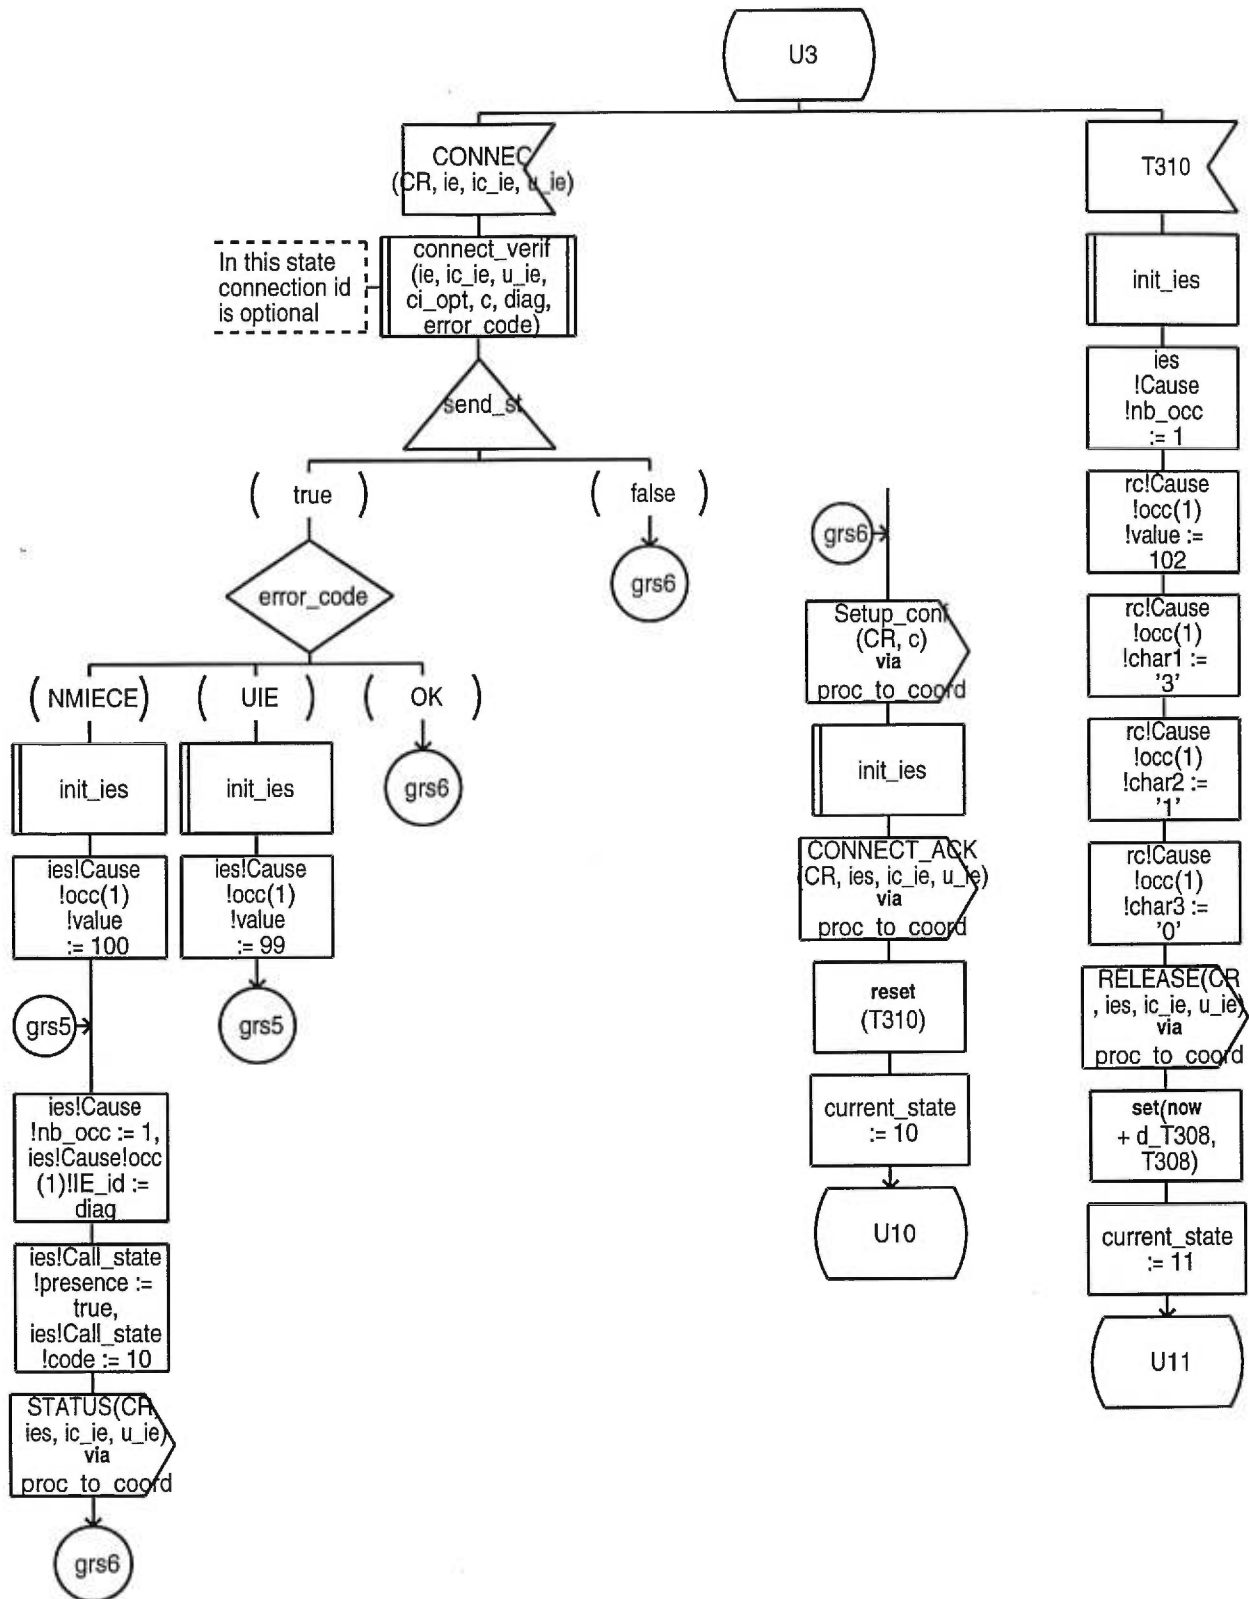 U3
CONNEC
(CR, ie, ic_ie, u_ie)
In this state
connection id
is optional
connect_verif
(ie, ic_ie, u_ie,
ci_opt, c, diag,
error_code)
send_st
( true )
( false )
grs6
error_code
( NMIECE )
( UIE )
( OK )
init_ies
init_ies
grs6
ies!Cause
!occ(1)
!value
:= 100
ies!Cause
!occ(1)
!value
:= 99
grs5
grs5
ies!Cause
!nb_occ := 1,
ies!Cause!occ
(1)!IE_id :=
diag
ies!Call_state
!presence :=
true,
ies!Call_state
!code := 10
STATUS(CR,
ies, ic_ie, u_ie)
via
proc_to_coord
grs6
grs6
Setup_conf
(CR, c)
via
proc_to_coord
init_ies
CONNECT_ACK
(CR, ies, ic_ie, u_ie)
via
proc_to_coord
reset
(T310)
current_state
:= 10
U10
T310
init_ies
ies
!Cause
!nb_occ
:= 1
rc!Cause
!occ(1)
!value :=
102
rc!Cause
!occ(1)
!char1 :=
'3'
rc!Cause
!occ(1)
!char2 :=
'1'
rc!Cause
!occ(1)
!char3 :=
'0'
RELEASE(CR
, ies, ic_ie, u_ie)
via
proc_to_coord
set(now
+ d_T308,
T308)
current_state
:= 11
U11